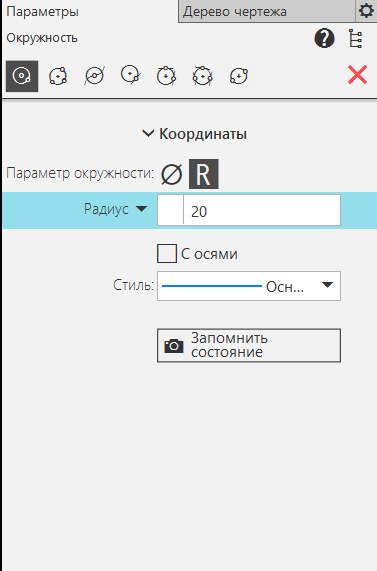 Параметры
Дерево чертежа
Окружность
Координаты
Параметр окружности: R
Радиус 20
С осями
Стиль: Осн...
Запомнить
состояние